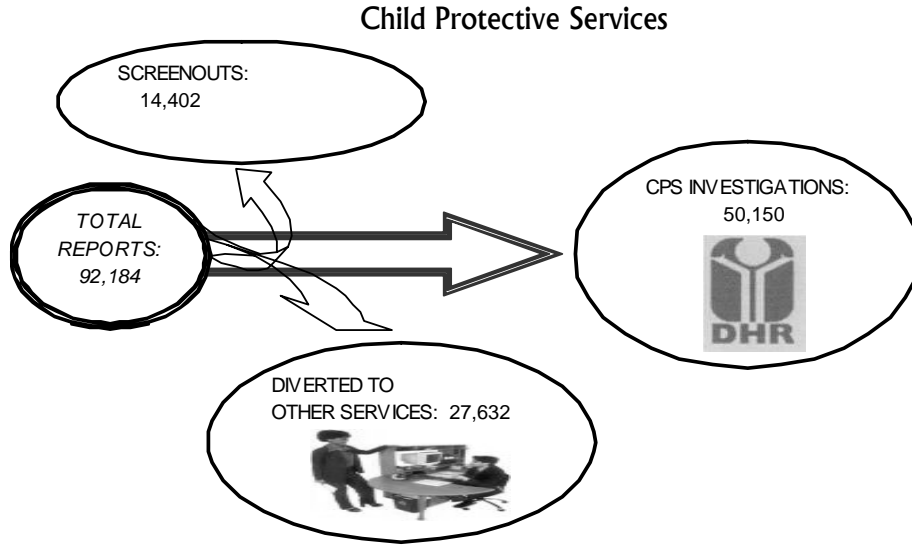 Child Protective Services
SCREENOUTS:
14,402
TOTAL
REPORTS:
92,184
CPS INVESTIGATIONS:
50,150
DHR
DIVERTED TO
OTHER SERVICES: 27,632